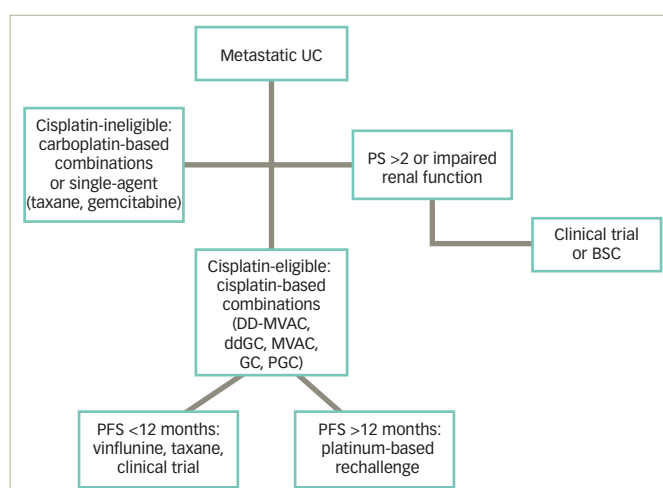 Metastatic UC
Cisplatin-ineligible:
carboplatin-based
combinations
or single-agent
(taxane, gemcitabine)
PS >2 or impaired
renal function
Clinical trial
or BSC
Cisplatin-eligible:
cisplatin-based
combinations
(DD-MVAC,
ddGC, MVAC,
GC, PGC)
PFS <12 months:
vinflunine, taxane,
clinical trial
PFS >12 months:
platinum-based
rechallenge